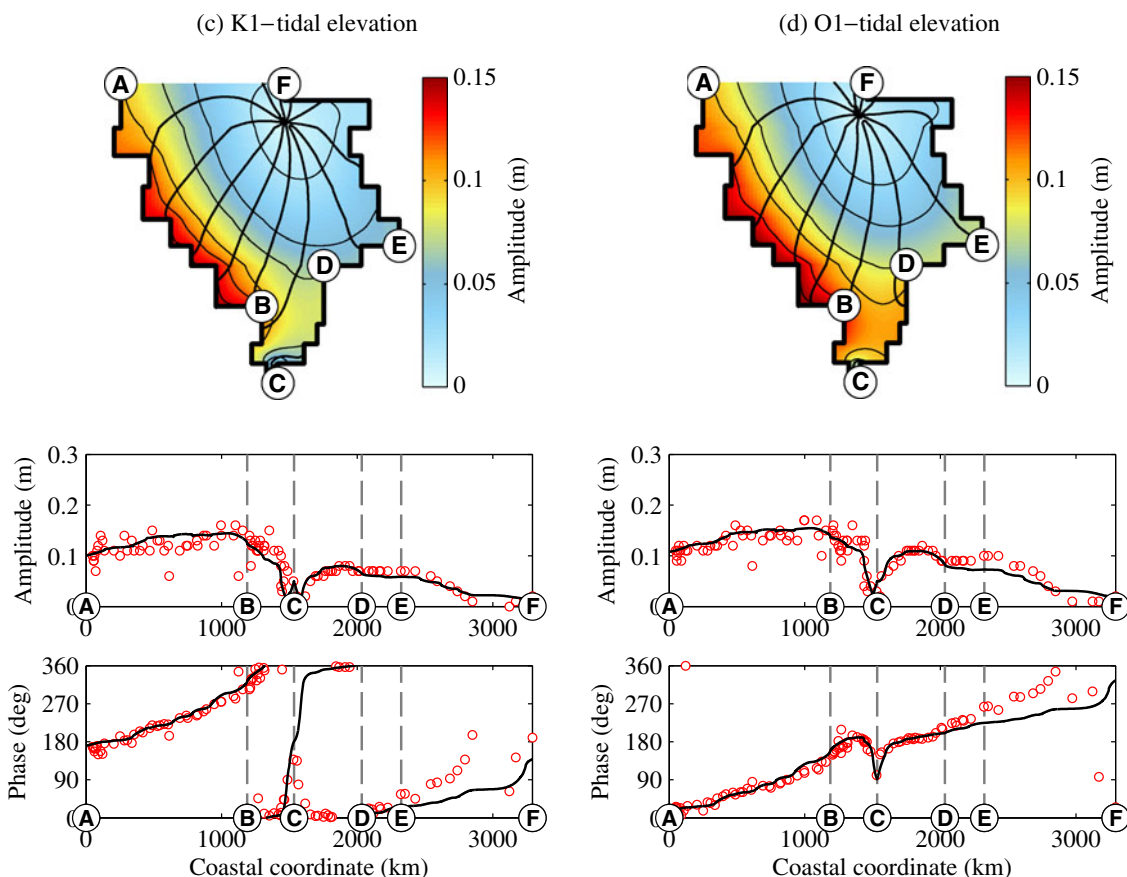 (c) K1−tidal elevation
(d) O1−tidal elevation
A
F
B
C
D
E
0.15
0.1
0.05
0
Amplitude (m)
A
F
B
C
D
E
0.15
0.1
0.05
0
Amplitude (m)
Amplitude (m)
0.3
0.2
0.1
A B C D E F
0 1000 2000 3000
Amplitude (m)
0.3
0.2
0.1
A B C D E F
0 1000 2000 3000
Phase (deg)
360
270
180
90
A B C D E F
0 1000 2000 3000
Coastal coordinate (km)
Phase (deg)
360
270
180
90
A B C D E F
0 1000 2000 3000
Coastal coordinate (km)